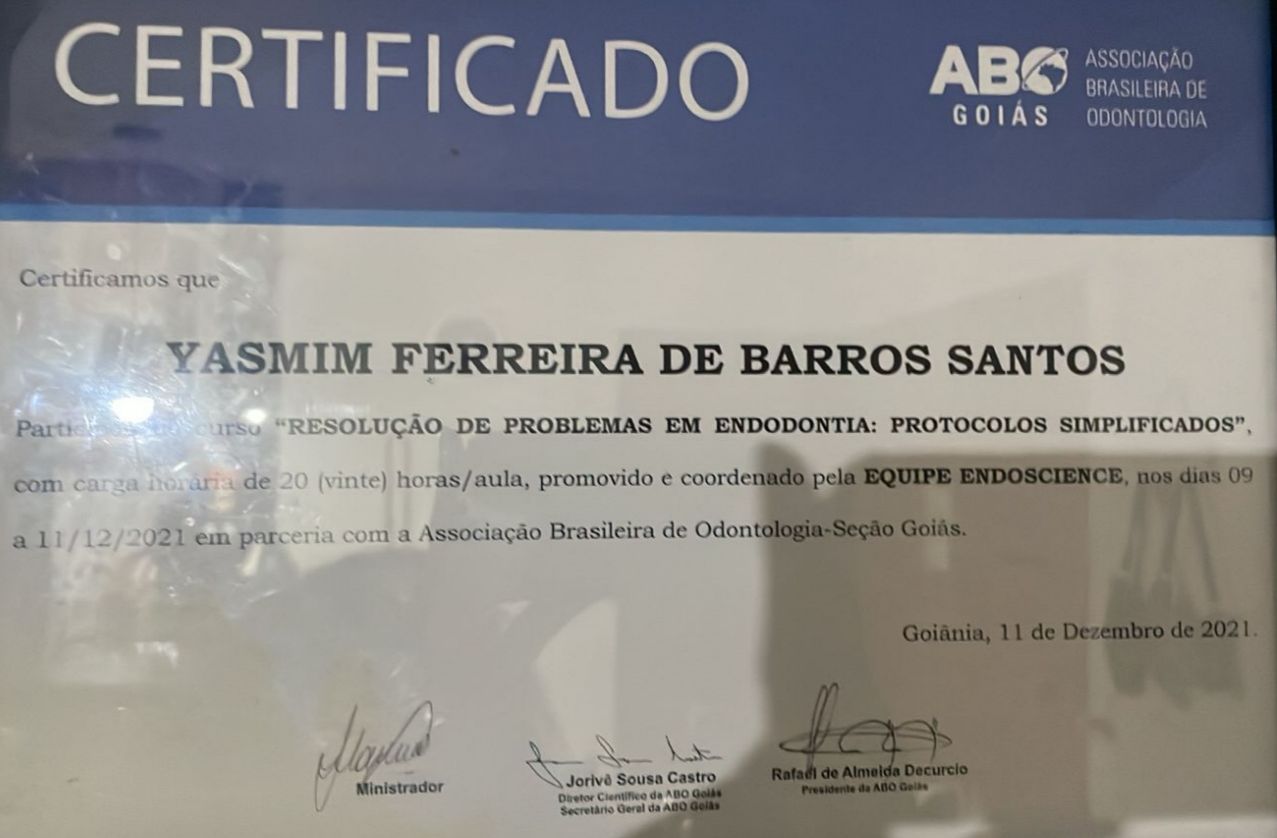 CERTIFICADO
ABO
GOIÁS
ASSOCIAÇÃO
BRASILEIRA DE
ODONTOLOGIA
Certificamos que
YASMIM FERREIRA DE BARROS SANTOS
curso “RESOLUÇÃO DE PROBLEMAS EM ENDODONTIA: PROTOCOLOS SIMPLIFICADOS”,
com carga horária de 20 (vinte) horas/aula, promovido e coordenado pela EQUIPE ENDOSCIENCE, nos dias 09
a 11/12/2021 em parceria com a Associação Brasileira de Odontologia-Seção Goiás.
Goiânia, 11 de Dezembro de 2021.
Ministrador
Jorivê Sousa Castro
Diretor Científico da ABO Goiás
Secretário Geral da ABO Goiás
Rafael de Almeida Decurcio
Presidente da ABO Goiás